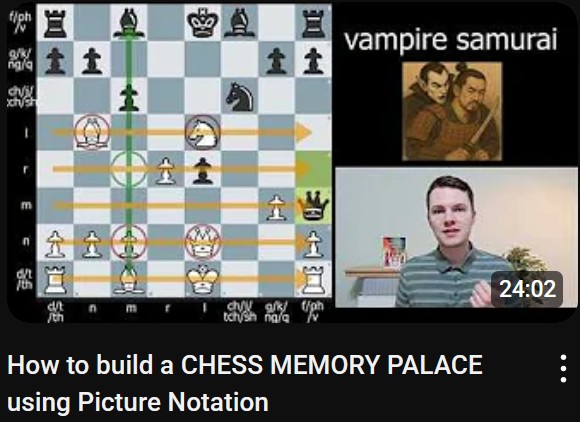 f/ph
/v
vampire samurai
g/k/
ng/q
ch/j/
tch/sh
l
r
m
n
d/t
/th
d/t
/th
n
m
r
l
ch/j/
tch/sh
g/k/
ng/q
f/ph
/v
24:02
How to build a CHESS MEMORY PALACE
using Picture Notation